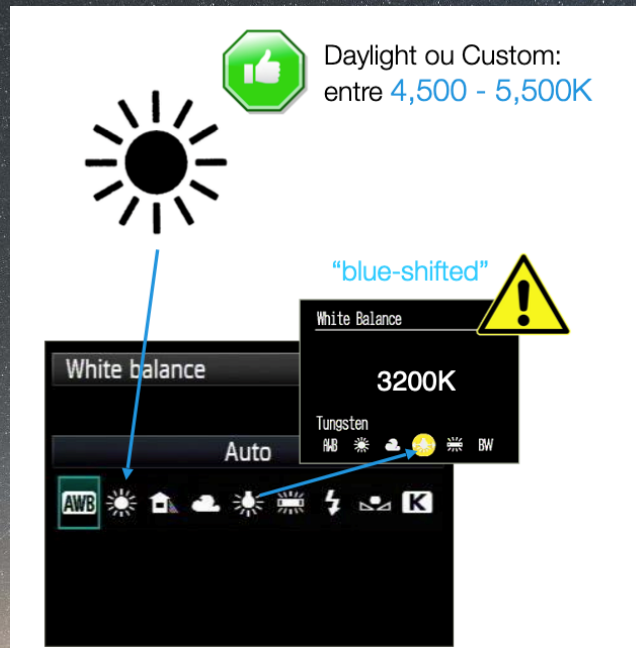 Daylight ou Custom:
entre 4,500 - 5,500K
“blue-shifted”
White Balance
3200K
Tungsten
AWB BW
White balance
Auto
AWB K